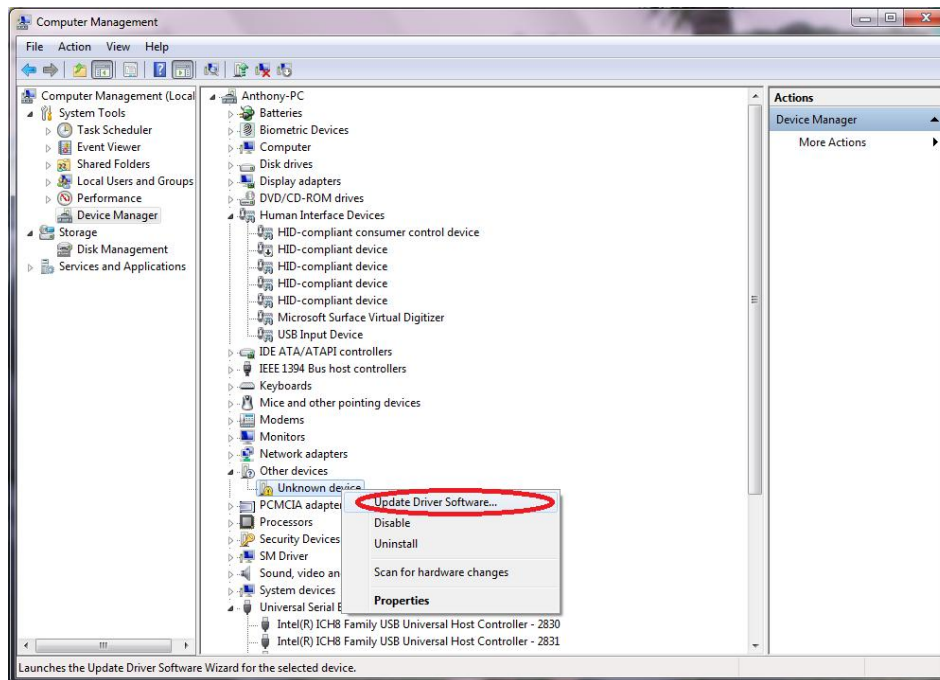 Computer Management
File Action View Help
Computer Management (Local
System Tools
Task Scheduler
Event Viewer
Shared Folders
Local Users and Groups
Performance
Device Manager
Storage
Disk Management
Services and Applications
Anthony-PC
Batteries
Biometric Devices
Computer
Disk drives
Display adapters
DVD/CD-ROM drives
Human Interface Devices
HID-compliant consumer control device
HID-compliant device
HID-compliant device
HID-compliant device
HID-compliant device
Microsoft Surface Virtual Digitizer
USB Input Device
IDE ATA/ATAPI controllers
IEEE 1394 Bus host controllers
Keyboards
Mice and other pointing devices
Modems
Monitors
Network adapters
Other devices
Unknown device
PCMCIA adapter
Processors
Security Devices
SM Driver
Sound, video an
System devices
Universal Serial B
Intel(R) ICH8 Family USB Universal Host Controller - 2830
Intel(R) ICH8 Family USB Universal Host Controller - 2831
Update Driver Software...
Disable
Uninstall
Scan for hardware changes
Properties
Actions
Device Manager
More Actions
Launches the Update Driver Software Wizard for the selected device.